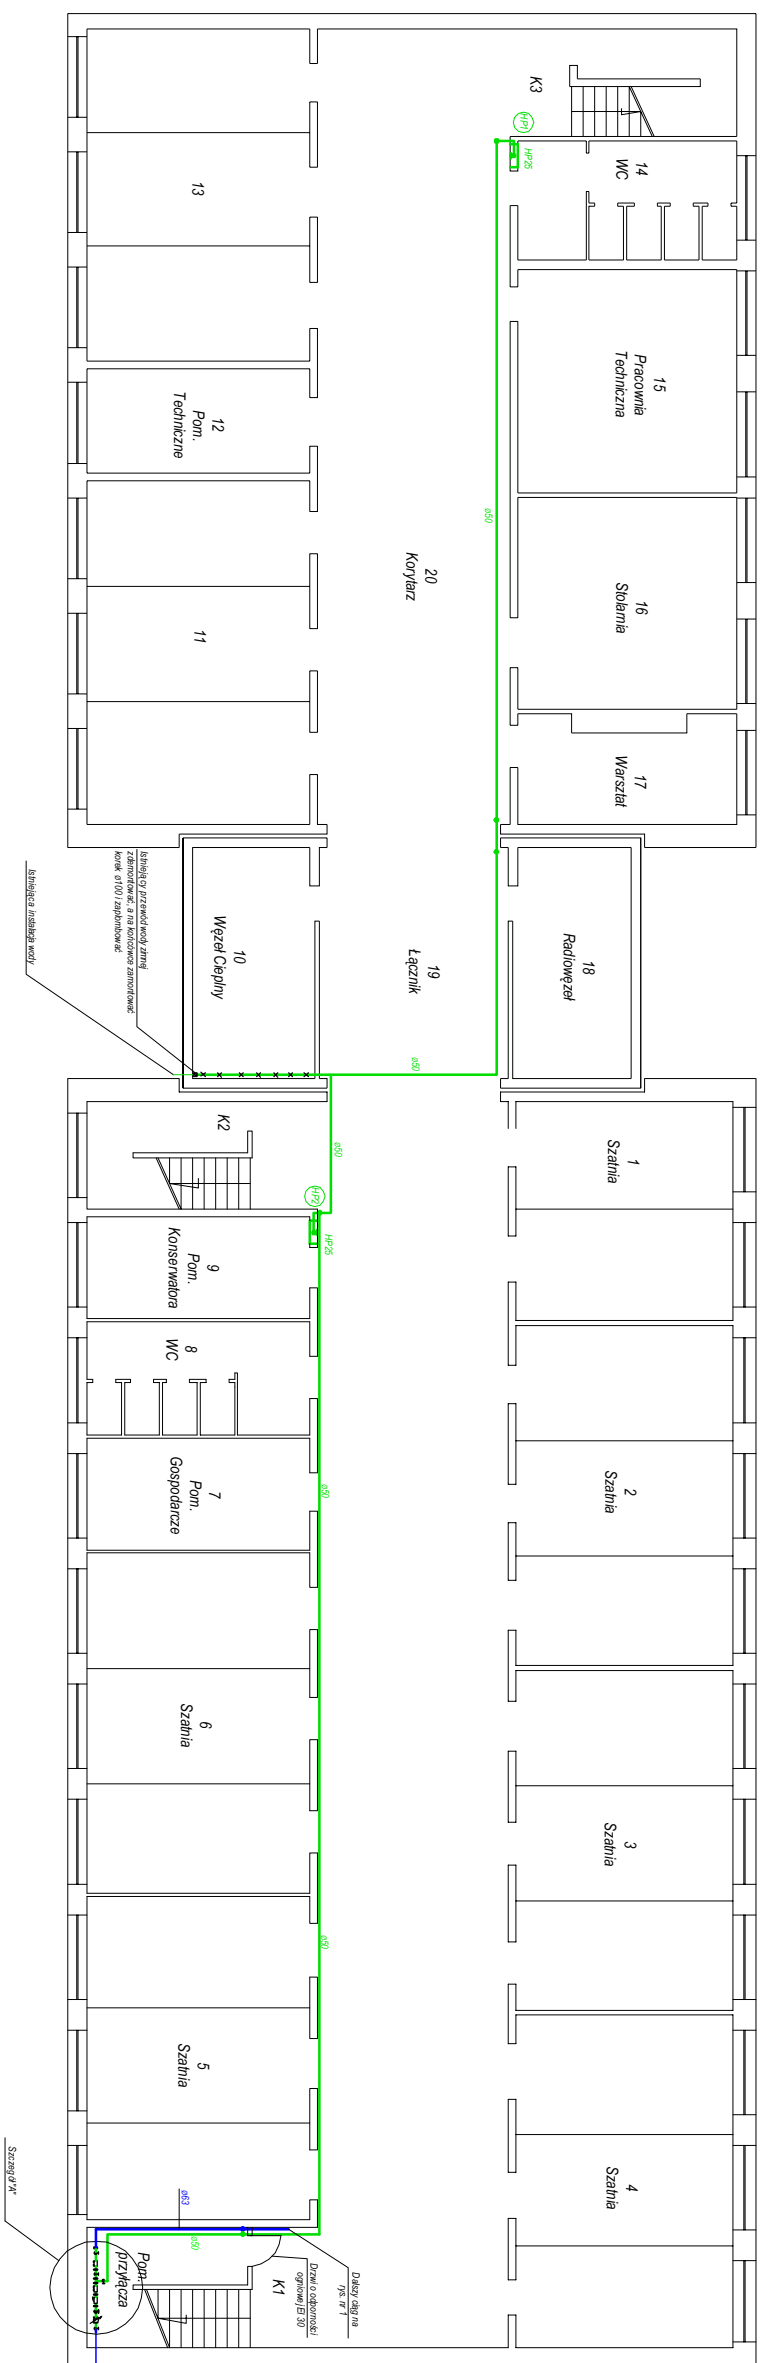 K3
HP1
HP25
14
WC
13
15
Pracownia
Techniczna
12
Pom.
Techniczne
ø50
20
Korytarz
16
Stolarnia
11
17
Warsztat
Istniejący przewód wody zimnej
zdemontować, a na końcówce zamontować
korek ø100 i zaplombować
Istniejąca instalacja wody
10
Węzeł Cieplny
19
Łącznik
18
Radiowęzeł
ø50
K2
ø50
HP2
HP25
1
Szatnia
9
Pom.
Konserwatora
8
WC
7
Pom.
Gospodarcze
ø50
2
Szatnia
6
Szatnia
3
Szatnia
ø50
5
Szatnia
4
Szatnia
ø63
ø50
Pom.
przyłącza
K1
Drzwi o odporności
ogniowej EI 30
Dalszy ciąg na
rys. nr 1
Szczegół "A"